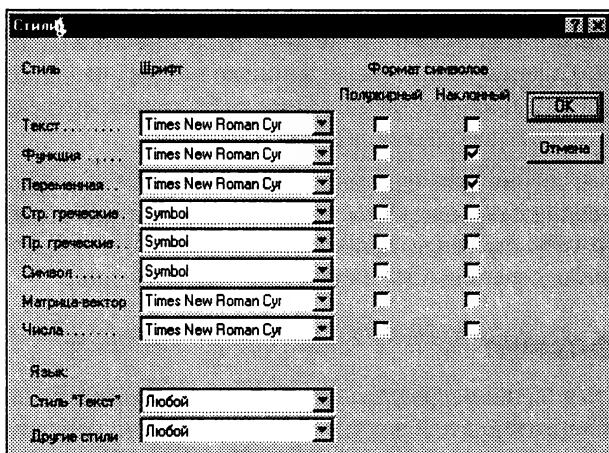 Стили
Стиль Шрифт Формат символов
Полужирный Наклонный
OK
Текст........ Times New Roman Cyr
Функция ..... Times New Roman Cyr
Отмена
Переменная.. Times New Roman Cyr
Стр. греческие. Symbol
Пр. греческие.. Symbol
Символ....... Symbol
Матрица-вектор Times New Roman Cyr
Числа....... Times New Roman Cyr
Язык:
Стиль "Текст" Любой
Другие стили Любой